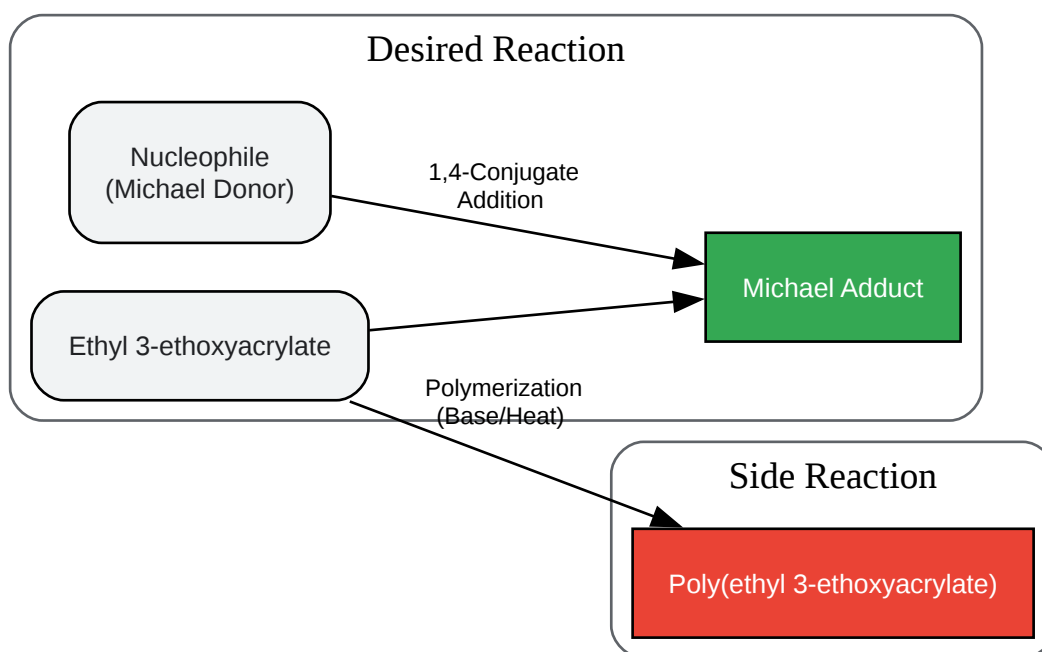 Desired Reaction
Nucleophile
(Michael Donor)
1,4-Conjugate
Addition
Michael Adduct
Ethyl 3-ethoxyacrylate
Polymerization
(Base/Heat)
Side Reaction
Poly(ethyl 3-ethoxyacrylate)